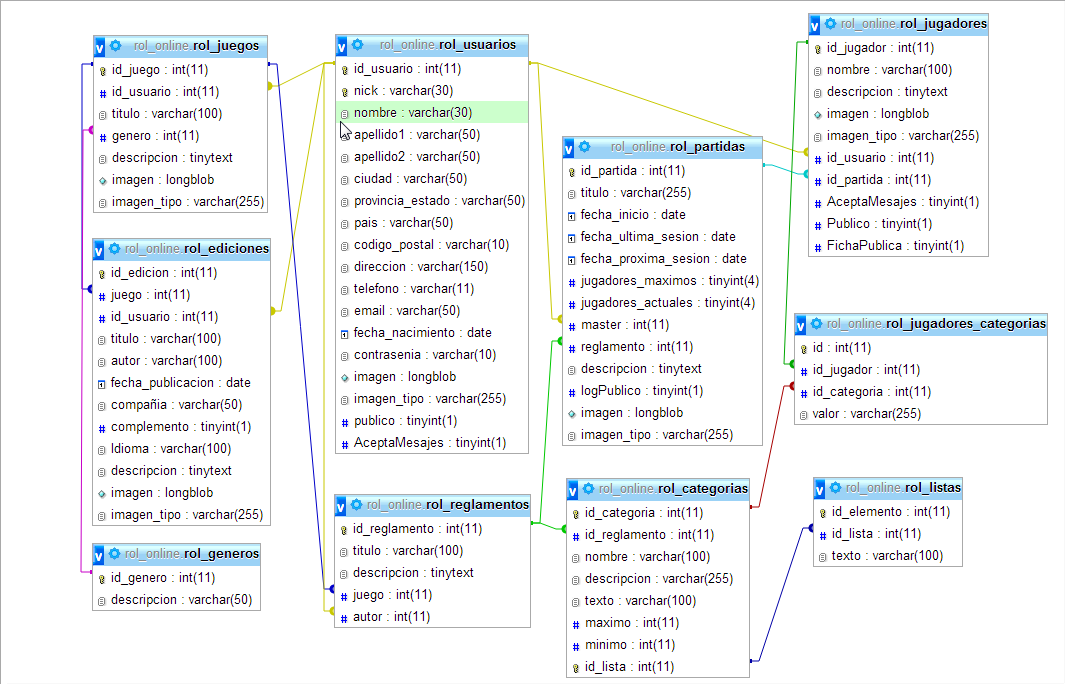 rol_online.rol_juegos
id_juego : int(11)
id_usuario : int(11)
titulo : varchar(100)
genero : int(11)
descripcion : tinytext
imagen : longblob
imagen_tipo : varchar(255)
rol_online.rol_ediciones
id_edicion : int(11)
juego : int(11)
id_usuario : int(11)
titulo : varchar(100)
autor : varchar(100)
fecha_publicacion : date
compañia : varchar(50)
complemento : tinyint(1)
Idioma : varchar(100)
descripcion : tinytext
imagen : longblob
imagen_tipo : varchar(255)
rol_online.rol_generos
id_genero : int(11)
descripcion : varchar(50)
rol_online.rol_usuarios
id_usuario : int(11)
nick : varchar(30)
nombre : varchar(30)
apellido1 : varchar(50)
apellido2 : varchar(50)
ciudad : varchar(50)
provincia_estado : varchar(50)
pais : varchar(50)
codigo_postal : varchar(10)
direccion : varchar(150)
telefono : varchar(11)
email : varchar(50)
fecha_nacimiento : date
contrasenia : varchar(10)
imagen : longblob
imagen_tipo : varchar(255)
publico : tinyint(1)
AceptaMesajes : tinyint(1)
rol_online.rol_reglamentos
id_reglamento : int(11)
titulo : varchar(100)
descripcion : tinytext
juego : int(11)
autor : int(11)
rol_online.rol_partidas
id_partida : int(11)
titulo : varchar(255)
fecha_inicio : date
fecha_ultima_sesion : date
fecha_proxima_sesion : date
jugadores_maximos : tinyint(4)
jugadores_actuales : tinyint(4)
master : int(11)
reglamento : int(11)
descripcion : tinytext
logPublico : tinyint(1)
imagen : longblob
imagen_tipo : varchar(255)
rol_online.rol_categorias
id_categoria : int(11)
id_reglamento : int(11)
nombre : varchar(100)
descripcion : varchar(255)
texto : varchar(100)
maximo : int(11)
minimo : int(11)
id_lista : int(11)
rol_online.rol_jugadores
id_jugador : int(11)
nombre : varchar(100)
descripcion : tinytext
imagen : longblob
imagen_tipo : varchar(255)
id_usuario : int(11)
id_partida : int(11)
AceptaMesajes : tinyint(1)
Publico : tinyint(1)
FichaPublica : tinyint(1)
rol_online.rol_jugadores_categorias
id : int(11)
id_jugador : int(11)
id_categoria : int(11)
valor : varchar(255)
rol_online.rol_listas
id_elemento : int(11)
id_lista : int(11)
texto : varchar(100)